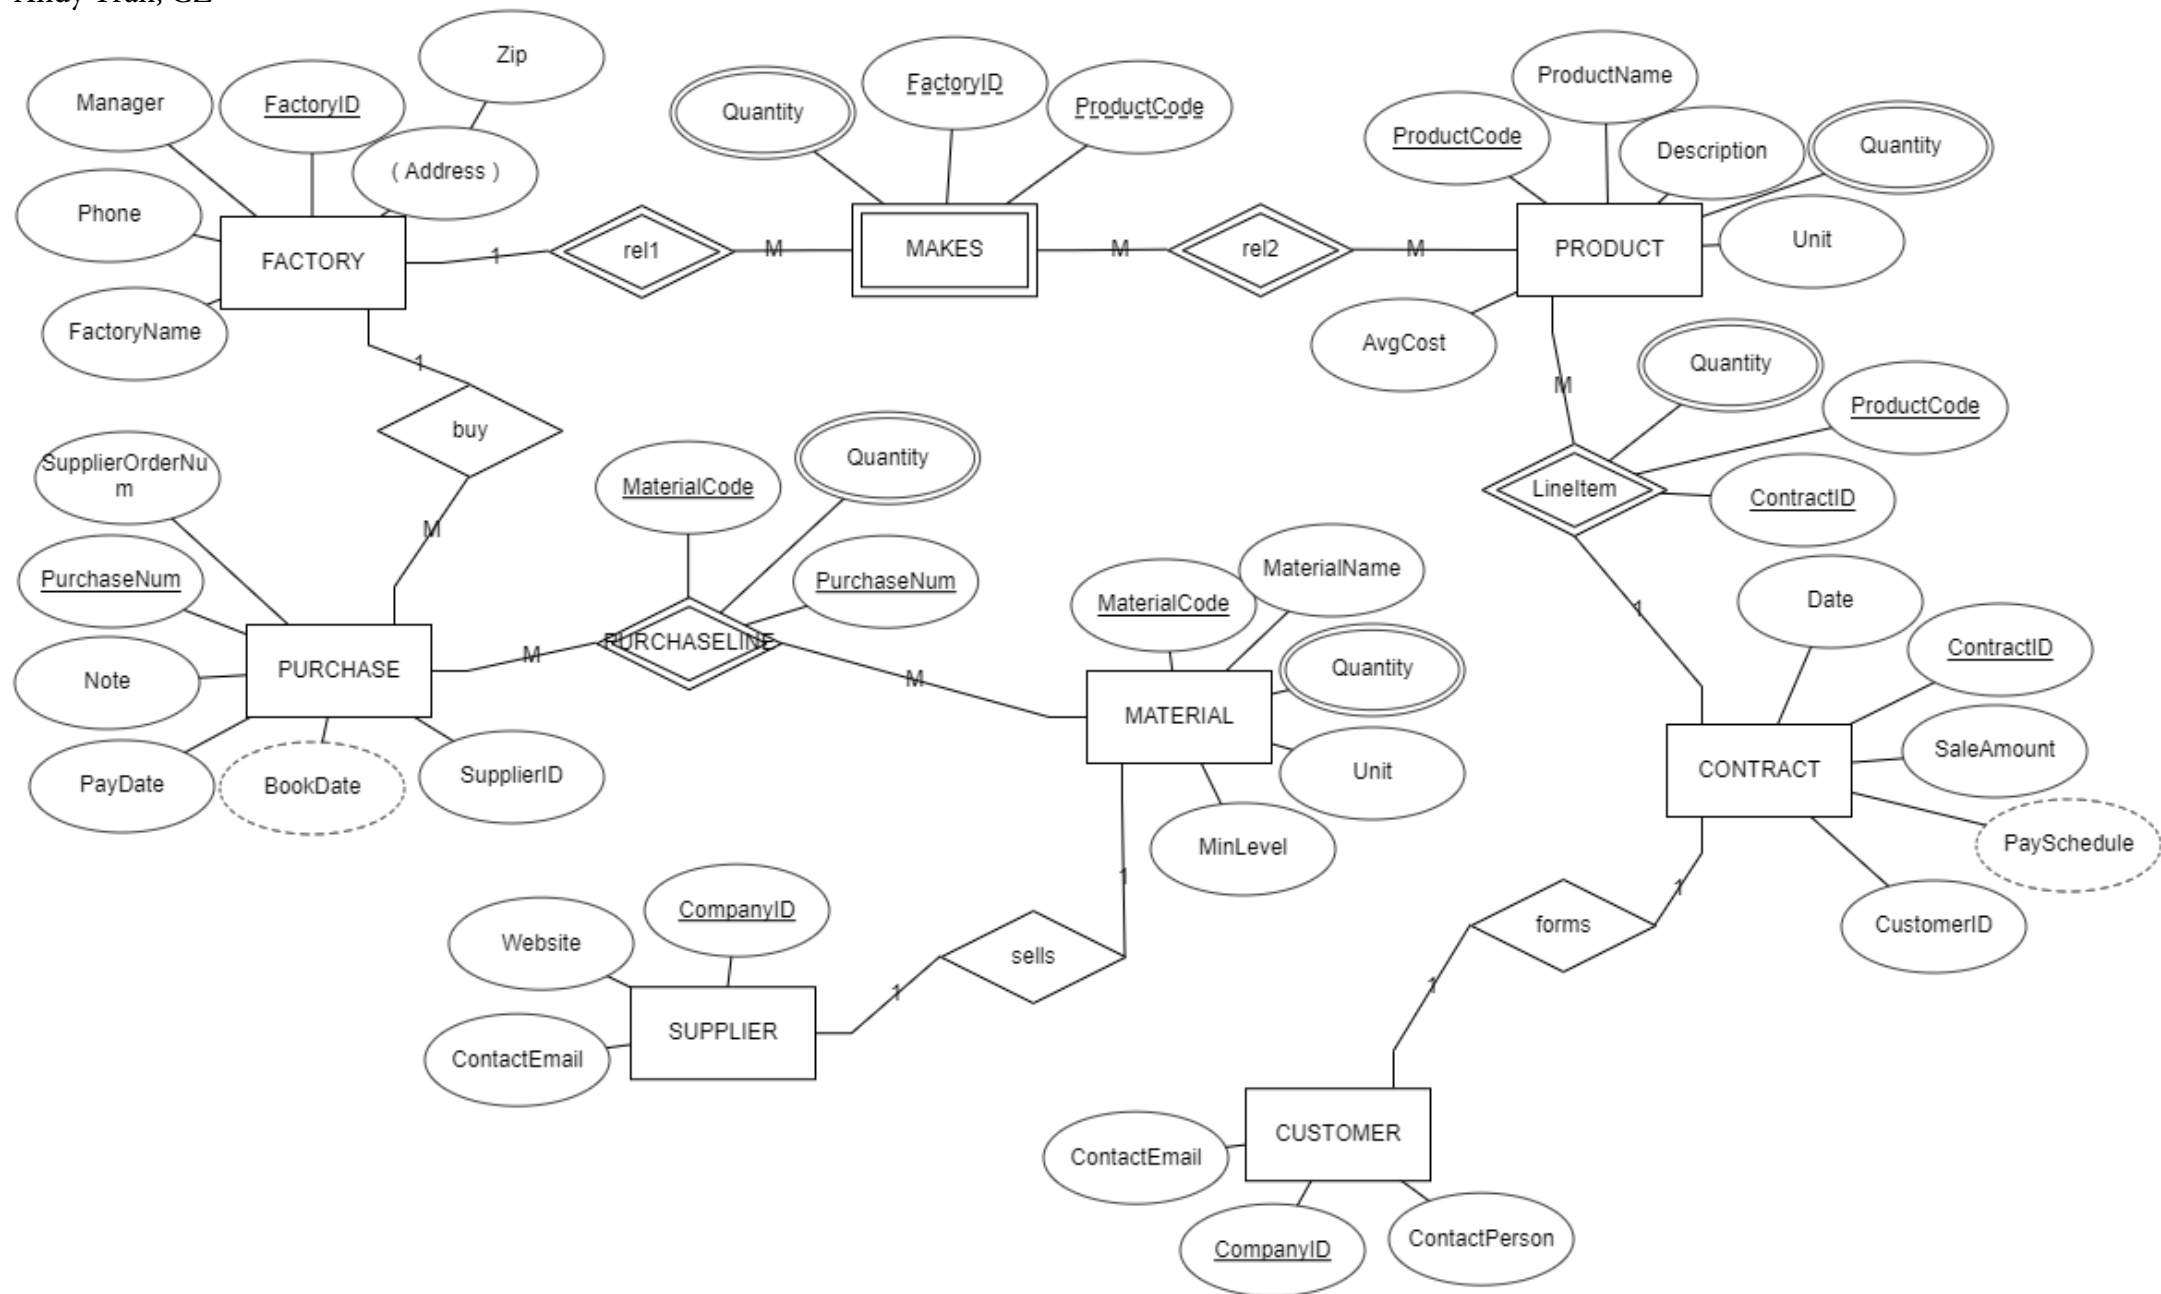 Zip
Manager
FactoryID
( Address )
Phone
FACTORY
FactoryName
1
rel1
M
Quantity
FactoryID
ProductCode
MAKES
M
rel2
M
ProductName
ProductCode
Description
Quantity
Unit
PRODUCT
AvgCost
1
buy
M
M
Quantity
ProductCode
LineItem
ContractID
1
SupplierOrderNu
m
PurchaseNum
Note
PURCHASE
PayDate
BookDate
SupplierID
M
MaterialCode
Quantity
PurchaseNum
PURCHASELINE
M
MaterialCode
MaterialName
Quantity
MATERIAL
Unit
MinLevel
Date
ContractID
SaleAmount
CONTRACT
PaySchedule
CustomerID
1
sells
1
CompanyID
Website
SUPPLIER
ContactEmail
1
forms
1
CUSTOMER
ContactEmail
CompanyID
ContactPerson